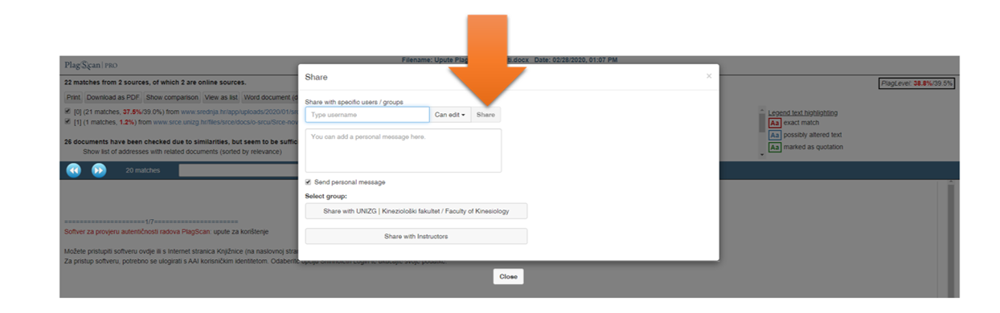 PlagScan | PRO
Filename: Upute Plag ti.docx Date: 02/28/2020, 01:07 PM
22 matches from 2 sources, of which 2 are online sources.
PlagLevel: 38.8%/39.5%
Print Download as PDF Show comparison View as list Word document (d
[0] (21 matches, 37.5%/39.0%) from www.srednja.hr/app/uploads/2020/01/sr
[1] (1 matches, 1.2%) from www.srce.unizg.hr/files/srce/docs/o-srcu/Srce-nov
26 documents have been checked due to similarities, but seem to be suffic
Show list of addresses with related documents (sorted by relevance)
Legend text highlighting
Aa exact match
Aa possibly altered text
Aa marked as quotation
20 matches
Share
×
Share with specific users / groups
Type username Can edit Share
You can add a personal message here.
Send personal message
Select group:
Share with UNIZG | Kineziološki fakultet / Faculty of Kinesiology
Share with Instructors
Close
=====================1/7======================
Softver za provjeru autentičnosti radova PlagScan: upute za korištenje
Možete pristupiti softveru ovdje ili s Internet stranica Knjižnice (na naslovnoj stra
Za pristup softveru, potrebno se ulogirati s AAI korisničkim identitetom. Odaberite